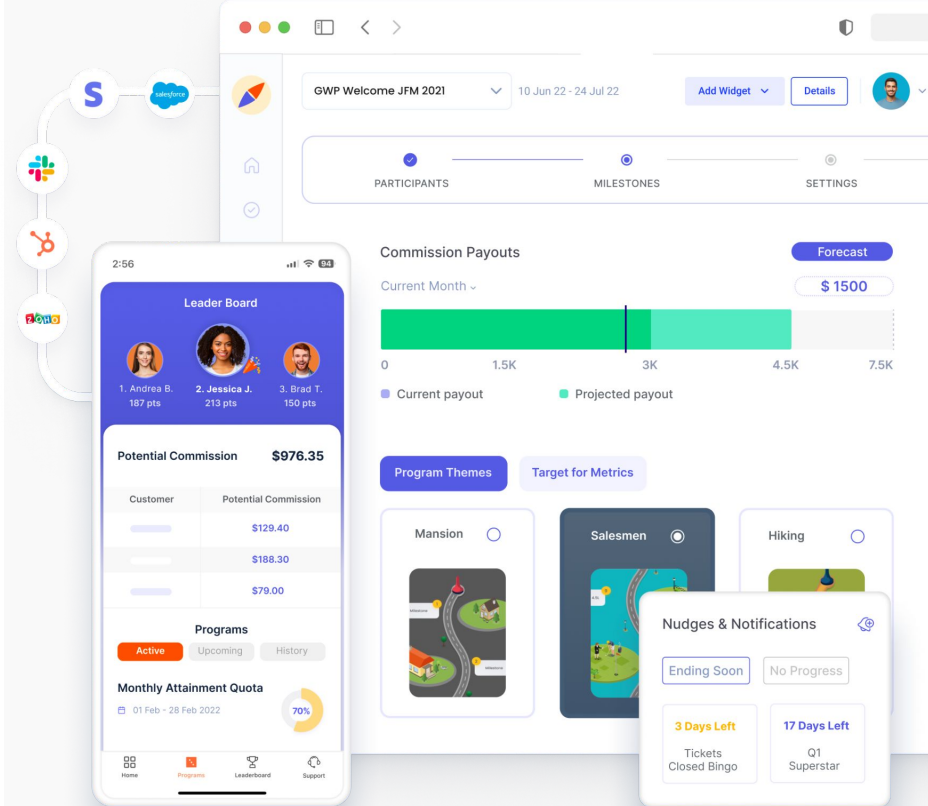 salesforce
ZOHO
GWP Welcome JFM 2021
10 Jun 22 - 24 Jul 22
Add Widget
Details
PARTICIPANTS
MILESTONES
SETTINGS
Commission Payouts
Forecast
Current Month
$ 1500
0 1.5K 3K 4.5K 7.5K
Current payout
Projected payout
Program Themes
Target for Metrics
Mansion
Salesmen
Hiking
Milestone
Milestone
2:56
94
Leader Board
1. Andrea B.
187 pts
2. Jessica J.
213 pts
3. Brad T.
150 pts
Potential Commission $976.35
Customer Potential Commission
$129.40
$188.30
$79.00
Programs
Active Upcoming History
Monthly Attainment Quota
01 Feb - 28 Feb 2022
70%
Home Programs Leaderboard Support
Nudges & Notifications
Ending Soon
No Progress
3 Days Left
Tickets
Closed Bingo
17 Days Left
Q1
Superstar